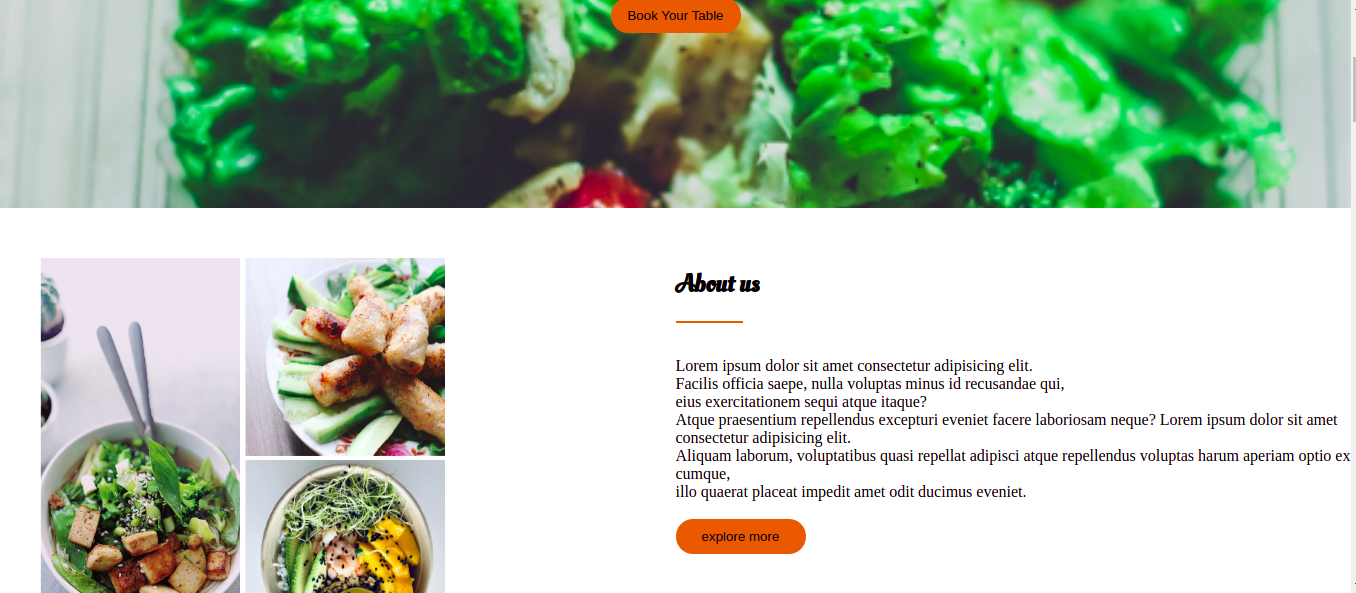 Book Your Table
About us
Lorem ipsum dolor sit amet consectetur adipisicing elit.
Facilis officia saepe, nulla voluptas minus id recusandae qui,
eius exercitationem sequi atque itaque?
Atque praesentium repellendus excepturi eveniet facere laboriosam neque? Lorem ipsum dolor sit amet
consectetur adipisicing elit.
Aliquam laborum, voluptatibus quasi repellat adipisci atque repellendus voluptas harum aperiam optio ex
cumque,
illo quaerat placeat impedit amet odit ducimus eveniet.
explore more